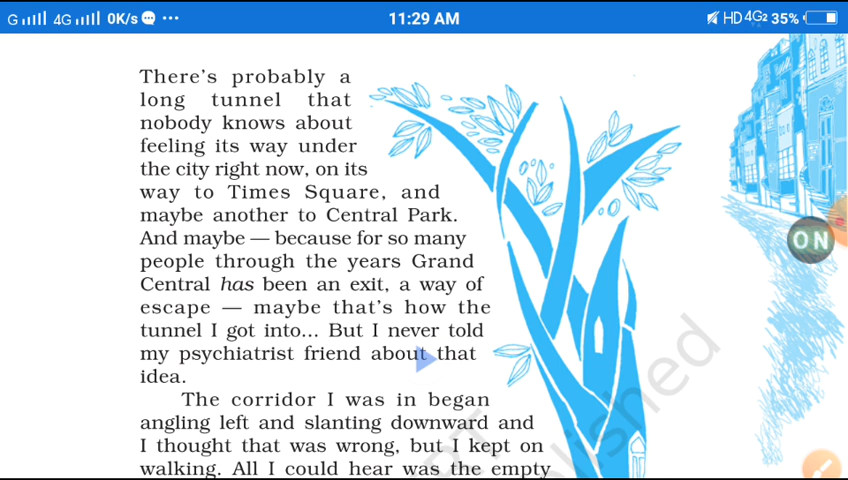 G 4G 0K/s 11:29 AM HD 4G2 35%
There's probably a
long tunnel that
nobody knows about
feeling its way under
the city right now, on its
way to Times Square, and
maybe another to Central Park.
And maybe — because for so many
people through the years Grand
Central has been an exit, a way of
escape — maybe that's how the
tunnel I got into... But I never told
my psychiatrist friend about that
idea.
The corridor I was in began
angling left and slanting downward and
I thought that was wrong, but I kept on
walking. All I could hear was the empty
ON